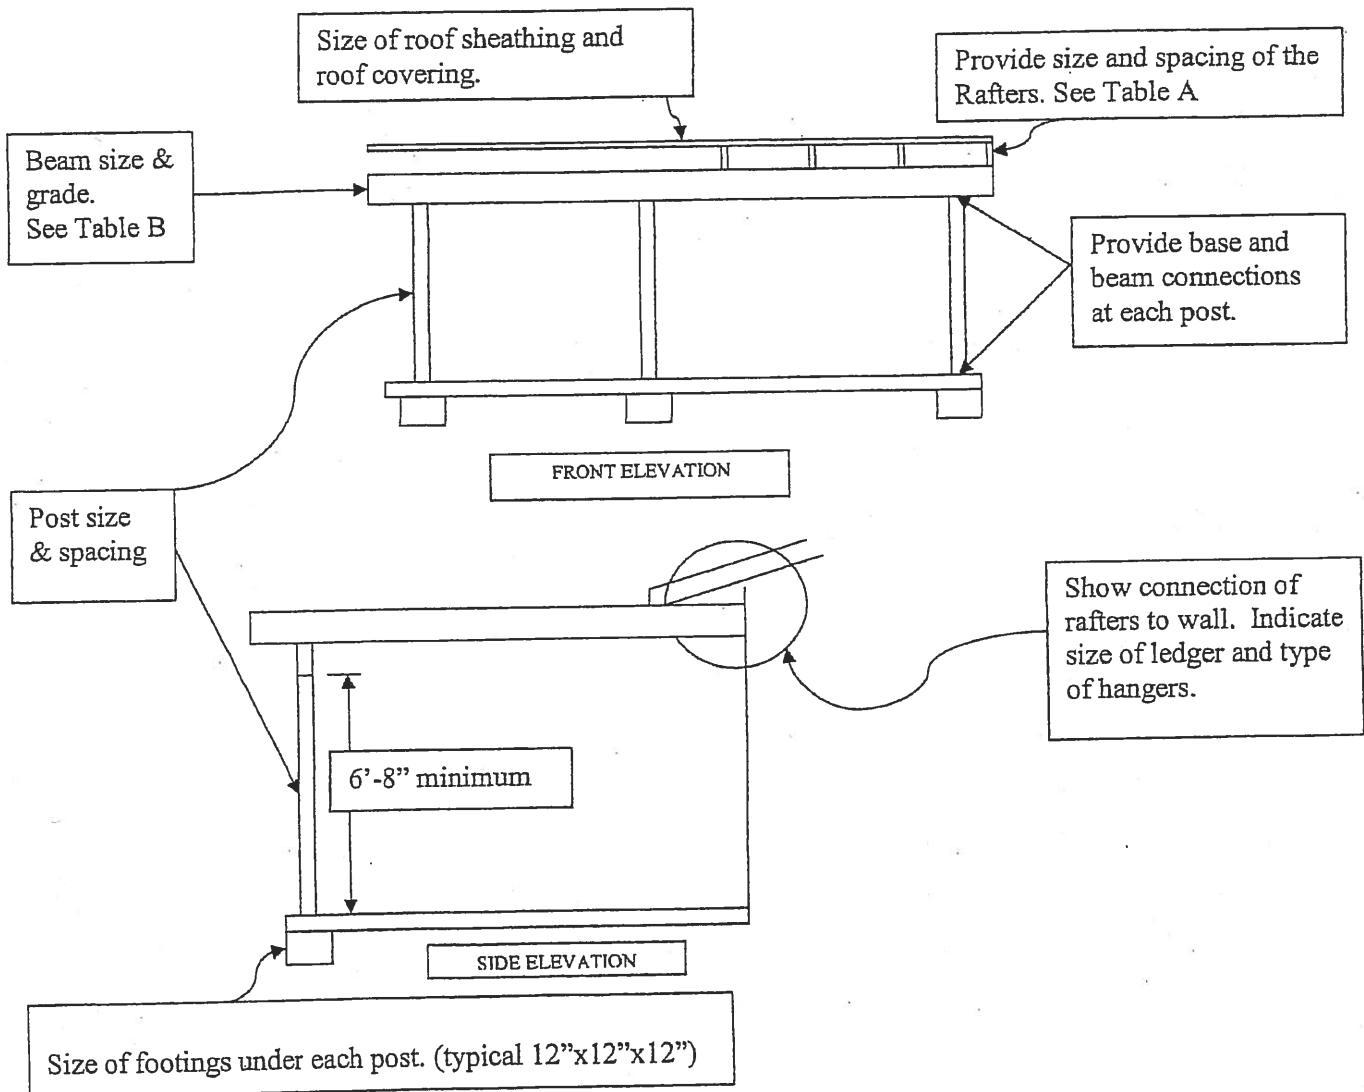 Size of roof sheathing and
roof covering.
Provide size and spacing of the
Rafters. See Table A
Beam size &
grade.
See Table B
Provide base and
beam connections
at each post.
FRONT ELEVATION
Post size
& spacing
Show connection of
rafters to wall. Indicate
size of ledger and type
of hangers.
6’-8” minimum
SIDE ELEVATION
Size of footings under each post. (typical 12”x12”x12”)